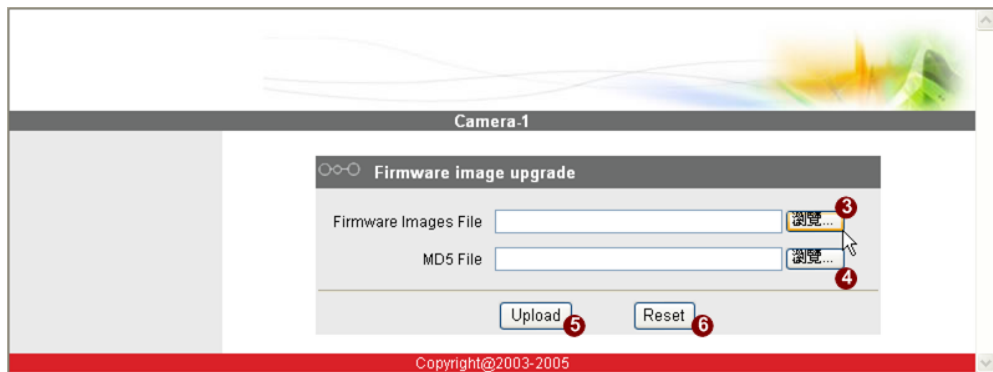 Camera-1
Firmware image upgrade
Firmware Images File 瀏覽... 3
MD5 File 瀏覽... 4
Upload 5 Reset 6
Copyright@2003-2005